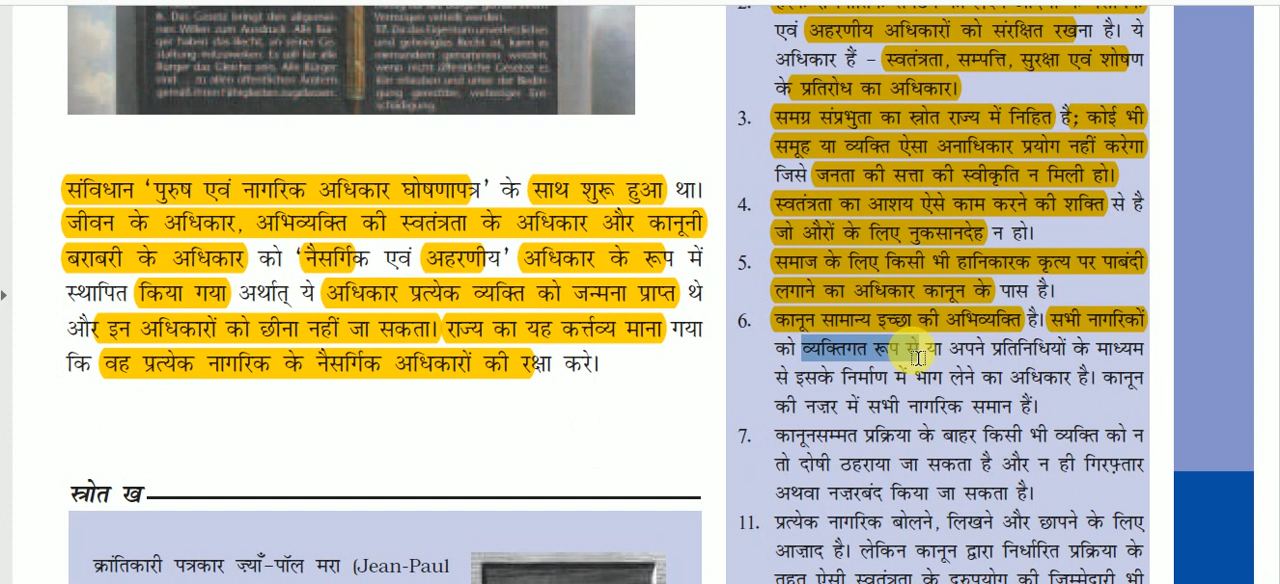 संविधान ‘पुरुष एवं नागरिक अधिकार घोषणापत्र’ के साथ शुरू हुआ था।
जीवन के अधिकार, अभिव्यक्ति की स्वतंत्रता के अधिकार और कानूनी
बराबरी के अधिकार को ‘नैसर्गिक एवं अहरणीय’ अधिकार के रूप में
स्थापित किया गया अर्थात् ये अधिकार प्रत्येक व्यक्ति को जन्मना प्राप्त थे
और इन अधिकारों को छीना नहीं जा सकता। राज्य का यह कर्त्तव्य माना गया
कि वह प्रत्येक नागरिक के नैसर्गिक अधिकारों की रक्षा करे।
स्त्रोत ख
क्रांतिकारी पत्रकार ज़्याँ-पॉल मरा (Jean-Paul
एवं अहरणीय अधिकारों को संरक्षित रखना है। ये
अधिकार हैं – स्वतंत्रता, सम्पत्ति, सुरक्षा एवं शोषण
के प्रतिरोध का अधिकार।
3. समग्र संप्रभुता का स्त्रोत राज्य में निहित है; कोई भी
समूह या व्यक्ति ऐसा अनाधिकार प्रयोग नहीं करेगा
जिसे जनता की सत्ता की स्वीकृति न मिली हो।
4. स्वतंत्रता का आशय ऐसे काम करने की शक्ति से है
जो औरों के लिए नुकसानदेह न हो।
5. समाज के लिए किसी भी हानिकारक कृत्य पर पाबंदी
लगाने का अधिकार कानून के पास है।
6. कानून सामान्य इच्छा की अभिव्यक्ति है। सभी नागरिकों
को व्यक्तिगत रूप से या अपने प्रतिनिधियों के माध्यम
से इसके निर्माण में भाग लेने का अधिकार है। कानून
की नज़र में सभी नागरिक समान हैं।
7. कानूनसम्मत प्रक्रिया के बाहर किसी भी व्यक्ति को न
तो दोषी ठहराया जा सकता है और न ही गिरफ़्तार
अथवा नज़रबंद किया जा सकता है।
11. प्रत्येक नागरिक बोलने, लिखने और छापने के लिए
आज़ाद है। लेकिन कानून द्वारा निर्धारित प्रक्रिया के
तहत ऐसी स्वतंत्रता के दुरुपयोग की जिम्मेदारी भी